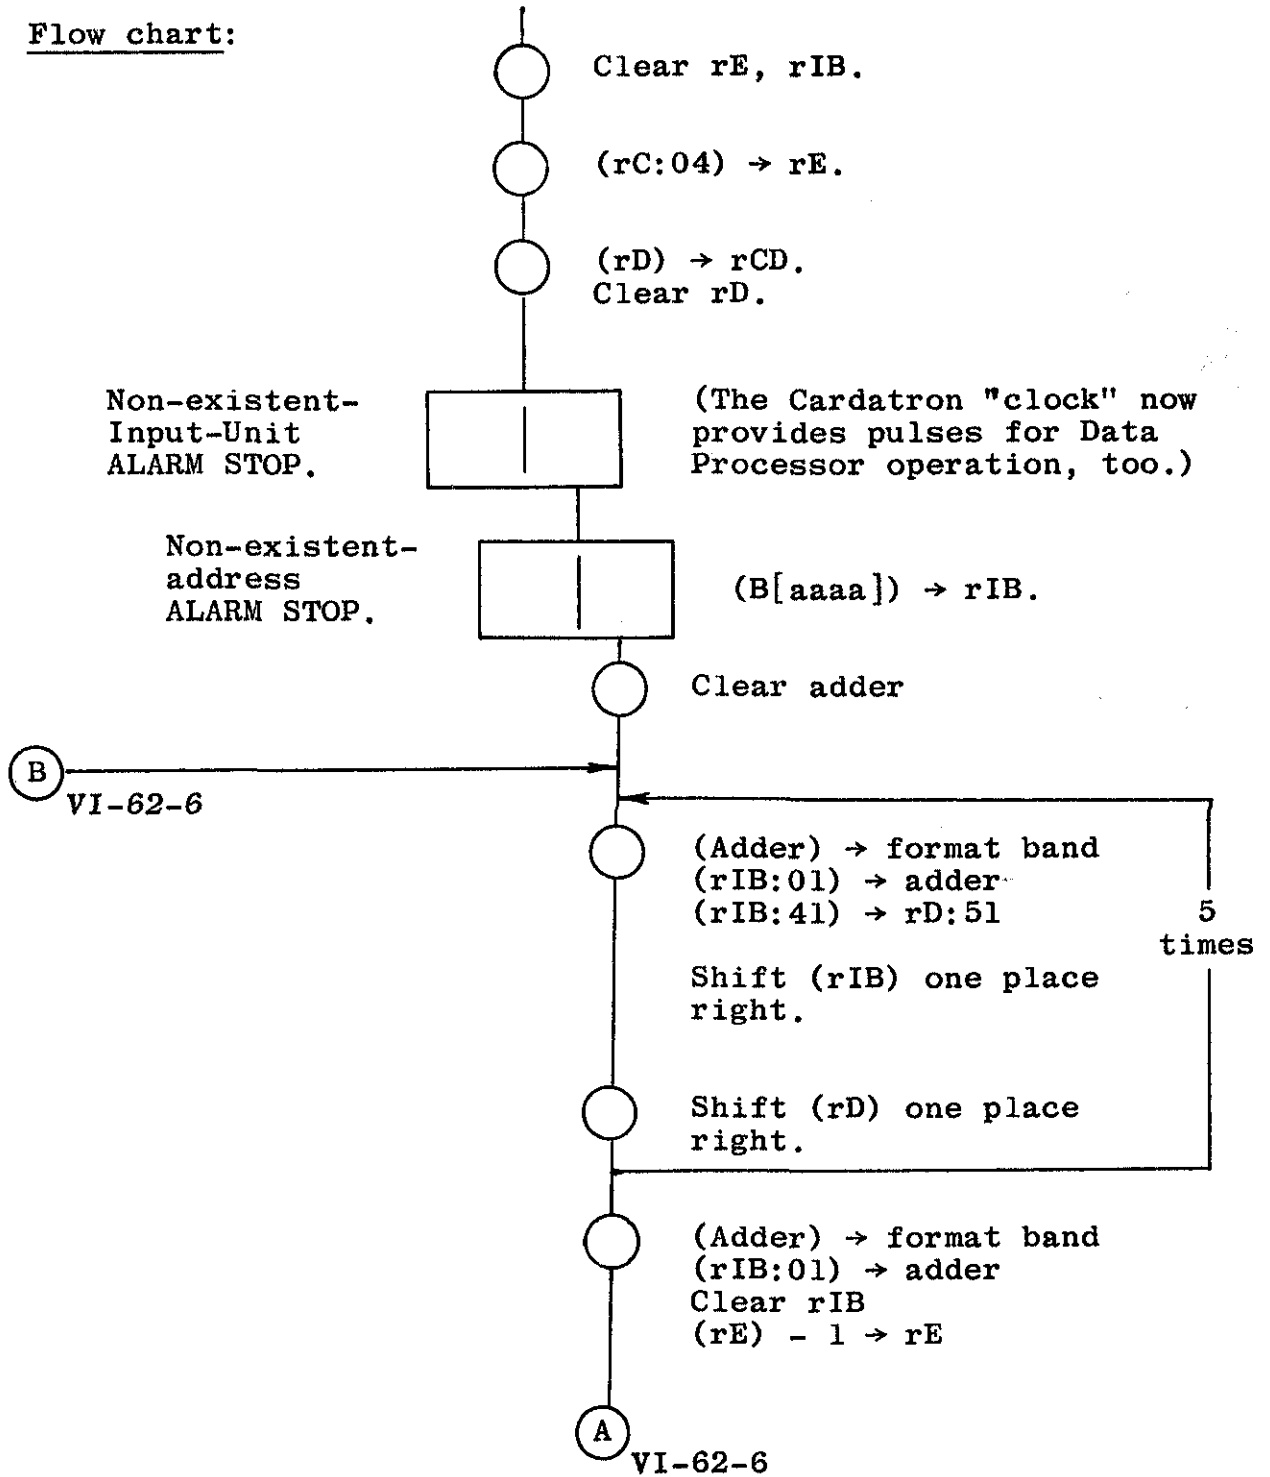 Flow chart:
Clear rE, rIB.
(rC:04) → rE.
(rD) → rCD.
Clear rD.
Non-existent-
Input-Unit
ALARM STOP.
(The Cardatron "clock" now
provides pulses for Data
Processor operation, too.)
Non-existent-
address
ALARM STOP.
(B[aaaa]) → rIB.
Clear adder
B
VI-62-6
(Adder) → format band
(rIB:01) → adder
(rIB:41) → rD:51
5
times
Shift (rIB) one place
right.
Shift (rD) one place
right.
(Adder) → format band
(rIB:01) → adder
Clear rIB
(rE) - 1 → rE
A
VI-62-6